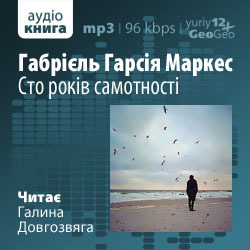 аудіо
книга
mp3 | 96 kbps | yuriy12+
GeoGeo
Габрієль Гарсія Маркес
Сто років самотності
Читає
Галина
Довгозвяга